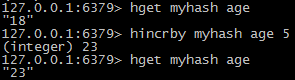 127.0.0.1:6379> hget myhash age
"18"
127.0.0.1:6379> hincrby myhash age 5
(integer) 23
127.0.0.1:6379> hget myhash age
"23"